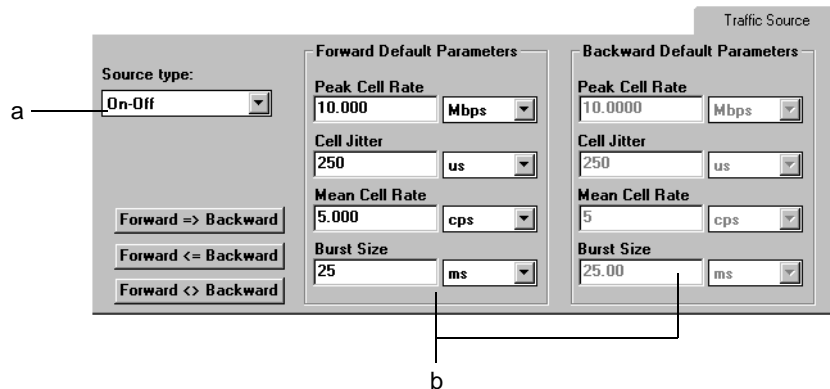 Traffic Source
Source type:
a
On-Off
Forward => Backward
Forward <= Backward
Forward <> Backward
Forward Default Parameters
Peak Cell Rate
10.000 Mbps
Cell Jitter
250 us
Mean Cell Rate
5.000 cps
Burst Size
25 ms
Backward Default Parameters
Peak Cell Rate
10.0000 Mbps
Cell Jitter
250 us
Mean Cell Rate
5 cps
Burst Size
25.00 ms
b